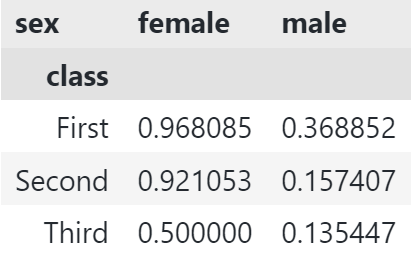 sex female male
class
First 0.968085 0.368852
Second 0.921053 0.157407
Third 0.500000 0.135447